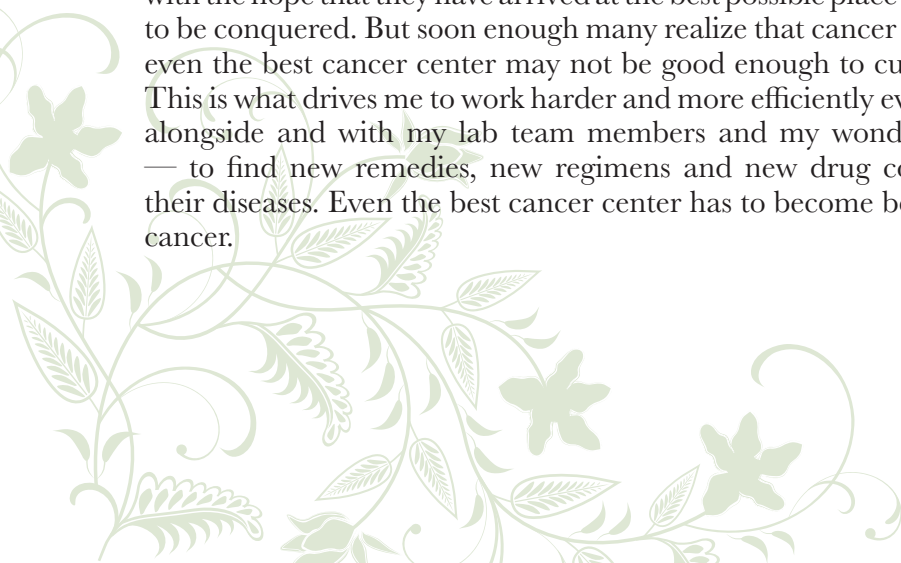 with the hope that they have arrived at the best possible place
to be conquered. But soon enough many realize that cancer
even the best cancer center may not be good enough to cu
This is what drives me to work harder and more efficiently ev
alongside and with my lab team members and my wond
— to find new remedies, new regimens and new drug co
their diseases. Even the best cancer center has to become be
cancer.